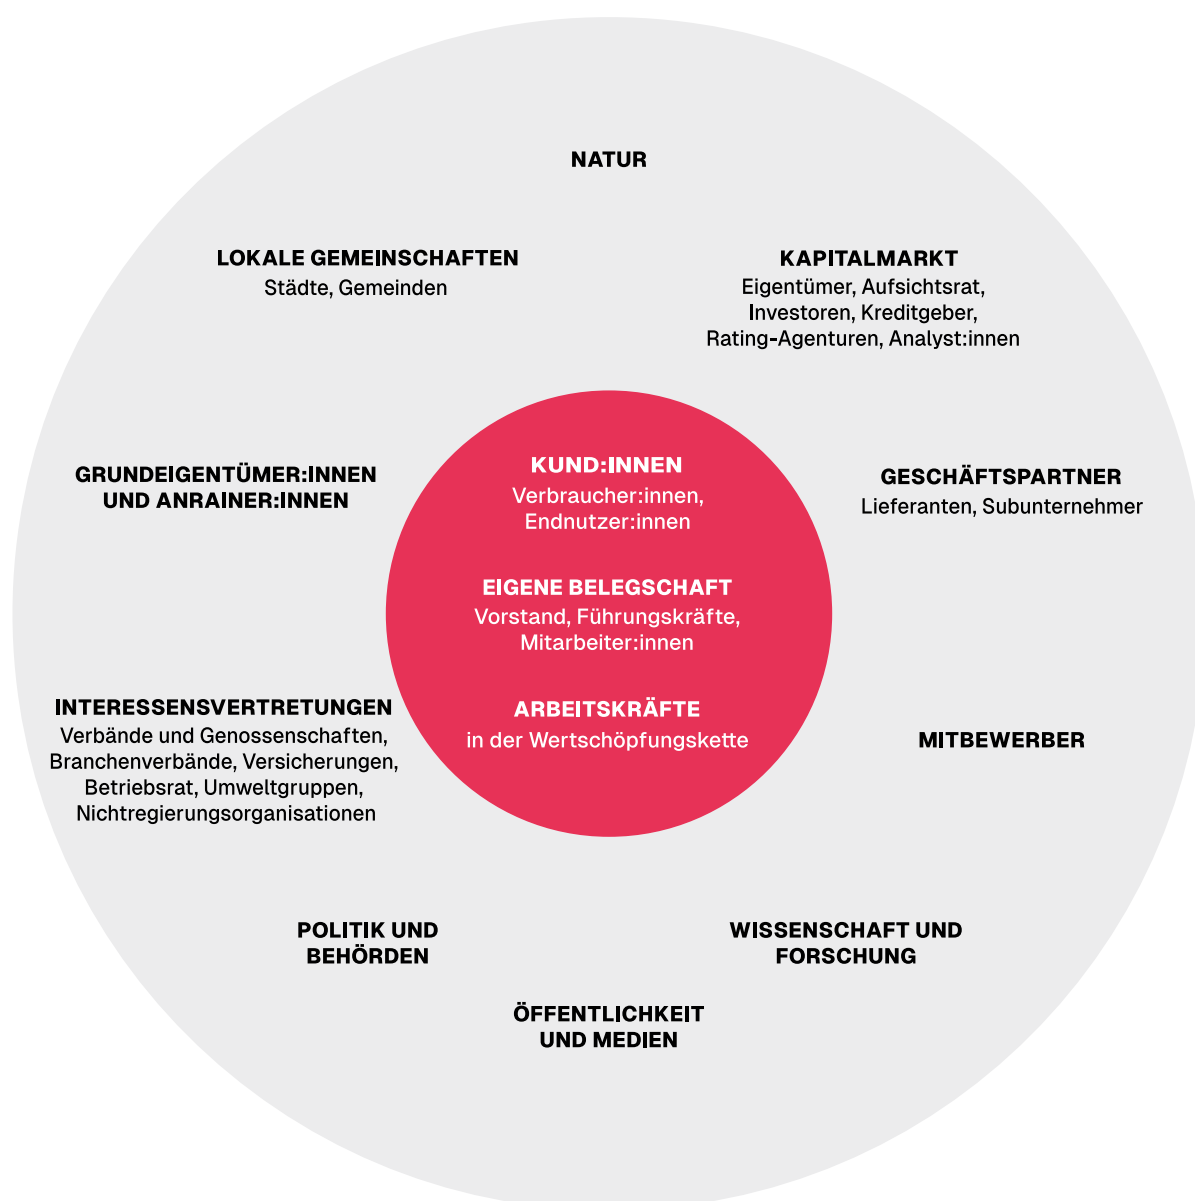 NATUR
LOKALE GEMEINSCHAFTEN
Städte, Gemeinden
KAPITALMARKT
Eigentümer, Aufsichtsrat,
Investoren, Kreditgeber,
Rating-Agenturen, Analyst:innen
GRUNDEIGENTÜMER:INNEN
UND ANRAINER:INNEN
KUND:INNEN
Verbraucher:innen,
Endnutzer:innen
GESCHÄFTSPARTNER
Lieferanten, Subunternehmer
EIGENE BELEGSCHAFT
Vorstand, Führungskräfte,
Mitarbeiter:innen
INTERESSENSVERTRETUNGEN
Verbände und Genossenschaften,
Branchenverbände, Versicherungen,
Betriebsrat, Umweltgruppen,
Nichtregierungsorganisationen
ARBEITSKRÄFTE
in der Wertschöpfungskette
MITBEWERBER
POLITIK UND
BEHÖRDEN
WISSENSCHAFT UND
FORSCHUNG
ÖFFENTLICHKEIT
UND MEDIEN